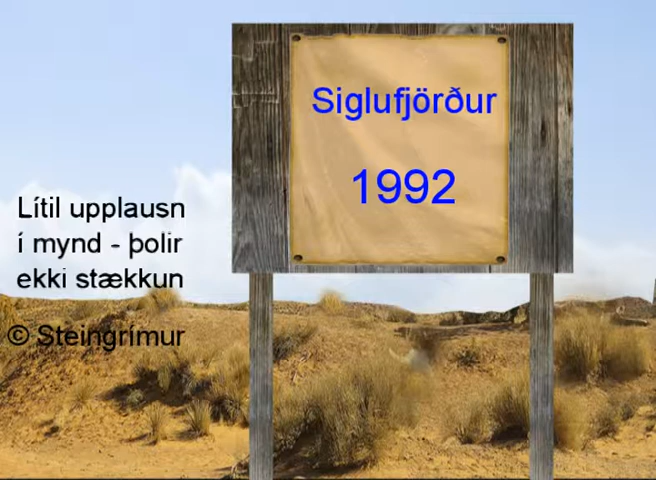 Siglufjörður
1992
Lítil upplausn
í mynd - þolir
ekki stækkun
© Steingrímur